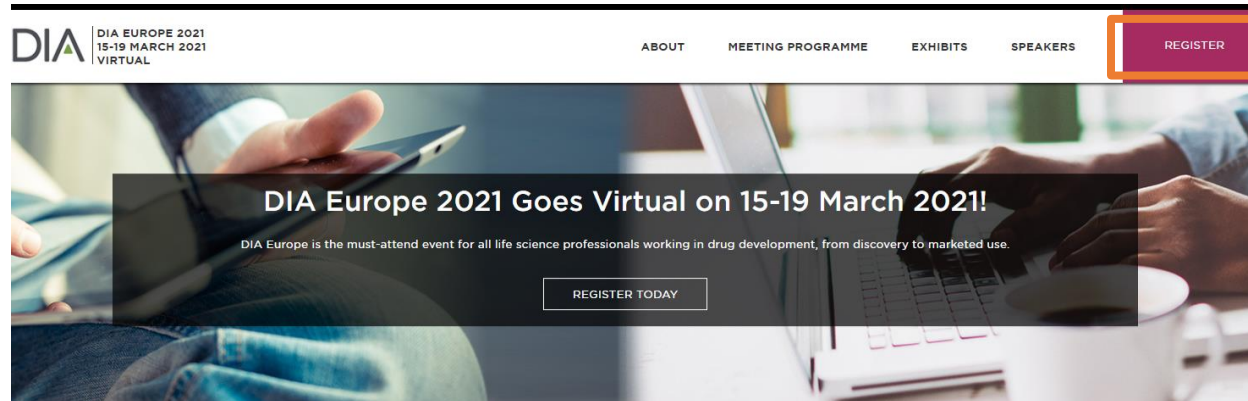 DIA
DIA EUROPE 2021
15-19 MARCH 2021
VIRTUAL
ABOUT MEETING PROGRAMME EXHIBITS SPEAKERS REGISTER
DIA Europe 2021 Goes Virtual on 15-19 March 2021!
DIA Europe is the must-attend event for all life science professionals working in drug development, from discovery to marketed use.
REGISTER TODAY